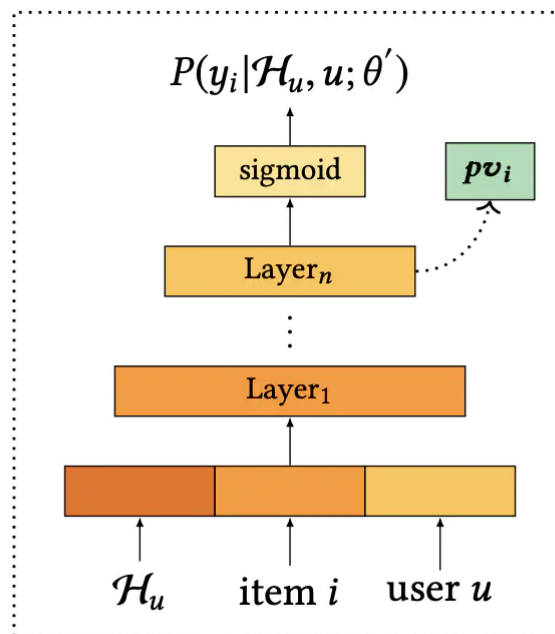 P(y_i|ℋ_u, u; θ′)
sigmoid
pv_i
Layer_n
⋮
Layer_1
ℋ_u item i user u